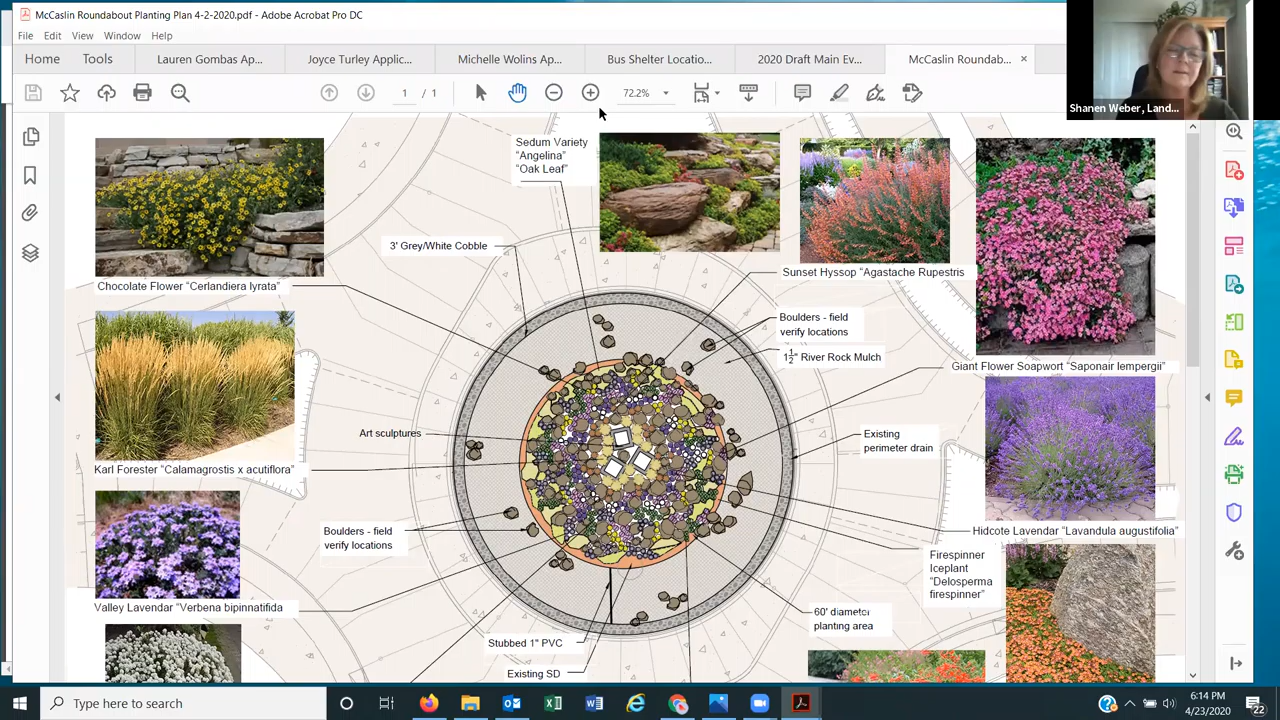 McCaslin Roundabout Planting Plan 4-2-2020.pdf - Adobe Acrobat Pro DC
File Edit View Window Help
Home Tools Lauren Gombas Ap... Joyce Turley Applic... Michelle Wolins Ap... Bus Shelter Locatio... 2020 Draft Main Ev... McCaslin Roundab... ×
Shanen Weber, Land...
1 / 1 72.2%
Sedum Variety
"Angelina"
"Oak Leaf"
3' Grey/White Cobble
Chocolate Flower "Cerlandiera lyrata"
Sunset Hyssop "Agastache Rupestris
Boulders - field
verify locations
1½" River Rock Mulch
Giant Flower Soapwort "Saponair lempergii"
Art sculptures
Existing
perimeter drain
Karl Forester "Calamagrostis x acutiflora"
Boulders - field
verify locations
Hidcote Lavendar "Lavandula augustifolia"
Firespinner
Iceplant
"Delosperma
firespinner"
Valley Lavendar "Verbena bipinnatifida
60' diameter
planting area
Stubbed 1" PVC
Existing SD
Type here to search
6:14 PM
4/23/2020
22